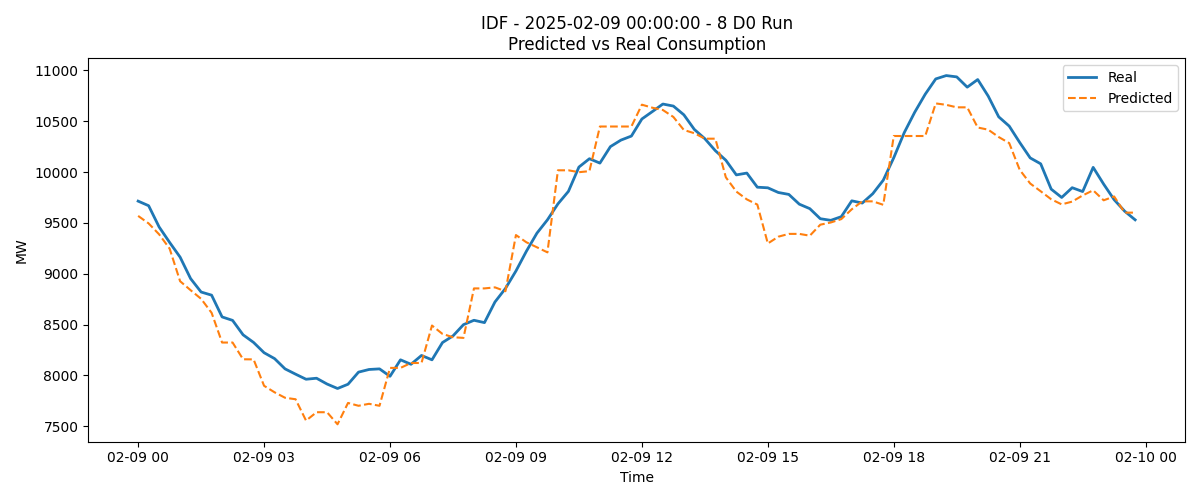 IDF - 2025-02-09 00:00:00 - 8 D0 Run
Predicted vs Real Consumption
11000
10500
10000
9500
9000
8500
8000
7500
MW
Real
Predicted
02-09 00
02-09 03
02-09 06
02-09 09
02-09 12
02-09 15
02-09 18
02-09 21
02-10 00
Time